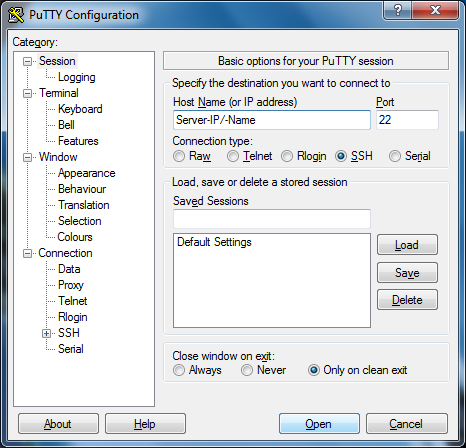 PuTTY Configuration
Category:
Session
Logging
Terminal
Keyboard
Bell
Features
Window
Appearance
Behaviour
Translation
Selection
Colours
Connection
Data
Proxy
Telnet
Rlogin
SSH
Serial
Basic options for your PuTTY session
Specify the destination you want to connect to
Host Name (or IP address) Port
Server-IP/-Name 22
Connection type:
Raw Telnet Rlogin SSH Serial
Load, save or delete a stored session
Saved Sessions
Default Settings
Load
Save
Delete
Close window on exit:
Always Never Only on clean exit
About Help Open Cancel